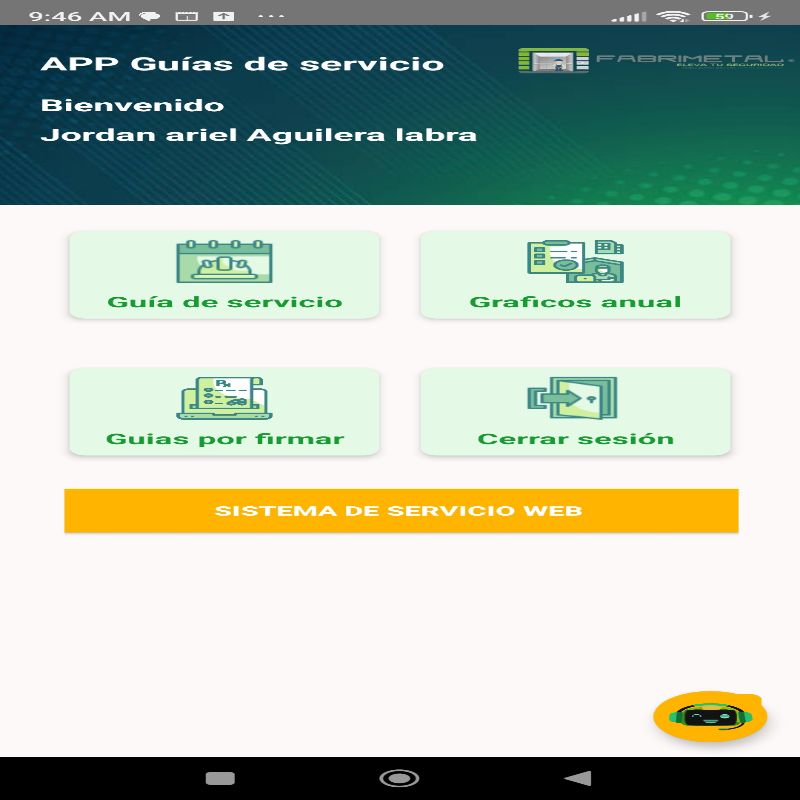 9:46 AM
59
APP Guías de servicio
FABRIMETAL
ELEVA TU SEGURIDAD
Bienvenido
Jordan ariel Aguilera labra
Guía de servicio
Graficos anual
Guias por firmar
Cerrar sesión
SISTEMA DE SERVICIO WEB